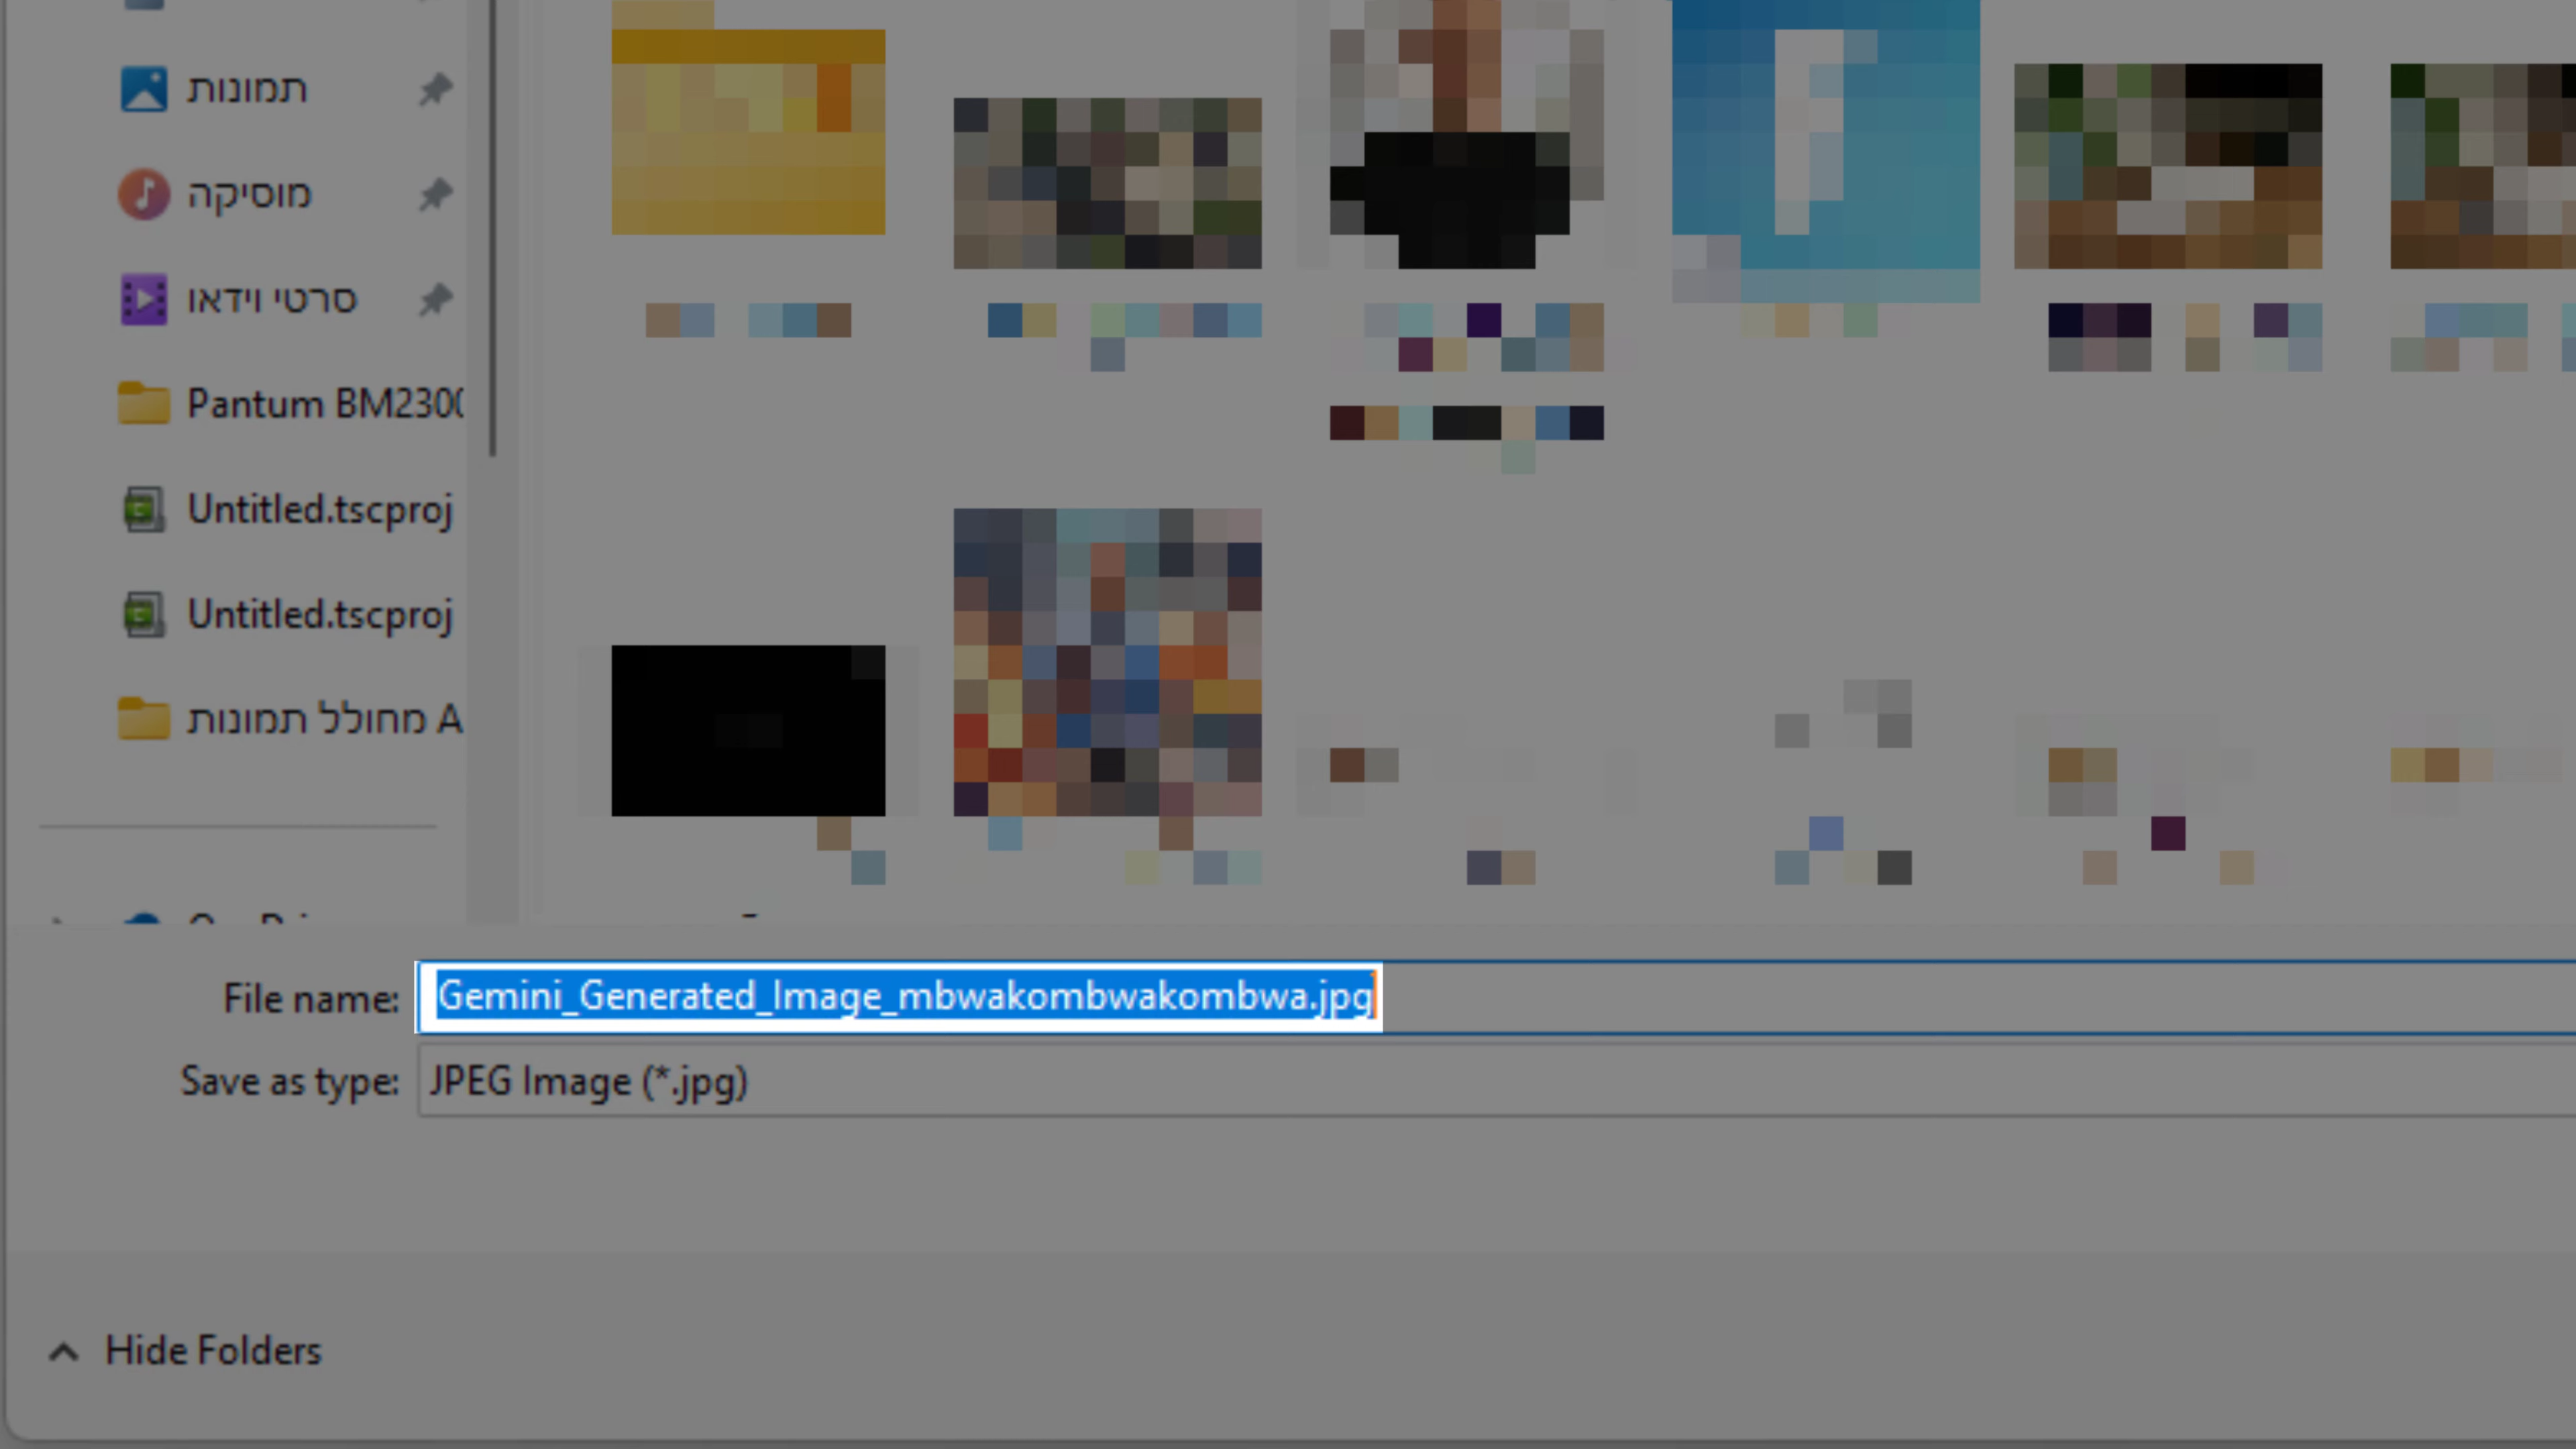 תמונות
מוסיקה
סרטי וידאו
Pantum BM2300
Untitled.tscproj
Untitled.tscproj
מחולל תמונות A
File name: Gemini_Generated_Image_mbwakombwakombwa.jpg
Save as type: JPEG Image (*.jpg)
Hide Folders